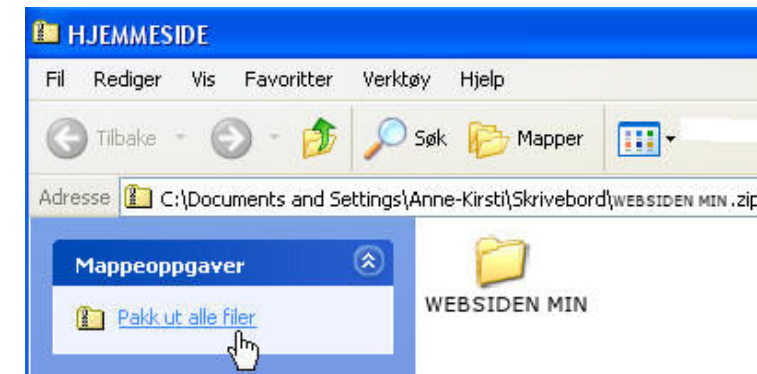 HJEMMESIDE
Fil Rediger Vis Favoritter Verktøy Hjelp
Tilbake Søk Mapper
Adresse C:\Documents and Settings\Anne-Kirsti\Skrivebord\WEBSIDEN MIN.zip
Mappeoppgaver
WEBSIDEN MIN
Pakk ut alle filer